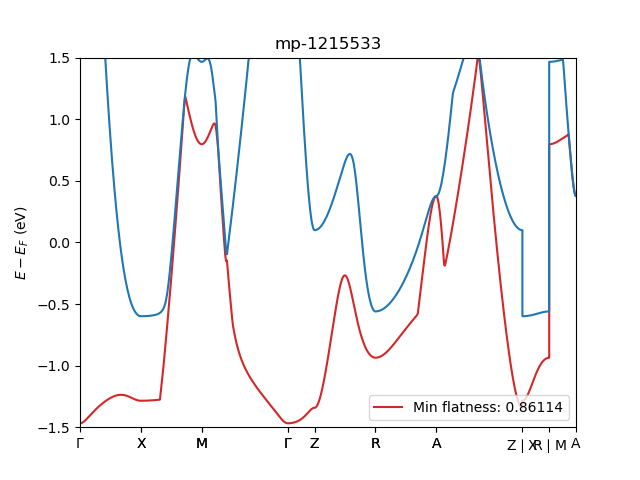 mp-1215533
1.5
1.0
0.5
0.0
−0.5
−1.0
−1.5
E − E_F (eV)
Min flatness: 0.86114
Γ X M Γ Z R A Z | X R | M A